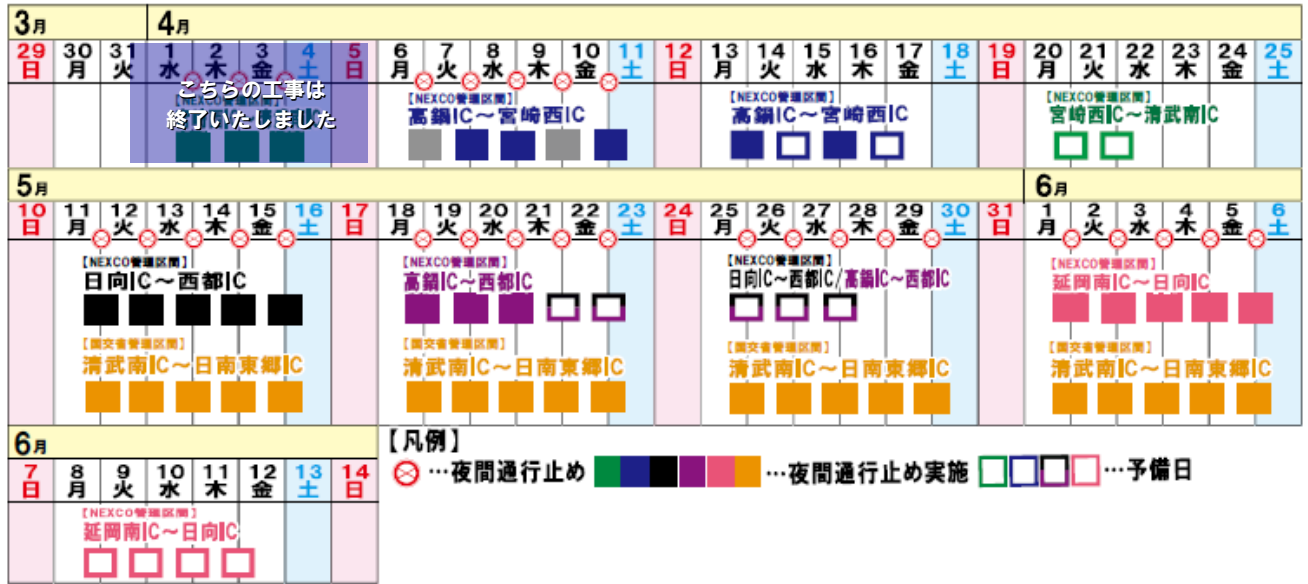 3月 4月
29 30 31 1 2 3 4 5 6 7 8 9 10 11 12 13 14 15 16 17 18 19 20 21 22 23 24 25
日 月 火 水 木 金 土 日 月 火 水 木 金 土 日 月 火 水 木 金 土 日 月 火 水 木 金 土
こちらの工事は
終了いたしました
【NEXCO管理区間】
高鍋IC～宮崎西IC
【NEXCO管理区間】
高鍋IC～宮崎西IC
【NEXCO管理区間】
宮崎西IC～清武南IC
5月 6月
10 11 12 13 14 15 16 17 18 19 20 21 22 23 24 25 26 27 28 29 30 31 1 2 3 4 5 6
日 月 火 水 木 金 土 日 月 火 水 木 金 土 日 月 火 水 木 金 土 日 月 火 水 木 金 土
【NEXCO管理区間】
日向IC～西都IC
【国交省管理区間】
清武南IC～日南東郷IC
【NEXCO管理区間】
高鍋IC～西都IC
【国交省管理区間】
清武南IC～日南東郷IC
【NEXCO管理区間】
日向IC～西都IC/高鍋IC～西都IC
【国交省管理区間】
清武南IC～日南東郷IC
【NEXCO管理区間】
延岡南IC～日向IC
【国交省管理区間】
清武南IC～日南東郷IC
6月
7 8 9 10 11 12 13 14
日 月 火 水 木 金 土 日
【NEXCO管理区間】
延岡南IC～日向IC
【凡例】
…夜間通行止め …夜間通行止め実施 …予備日